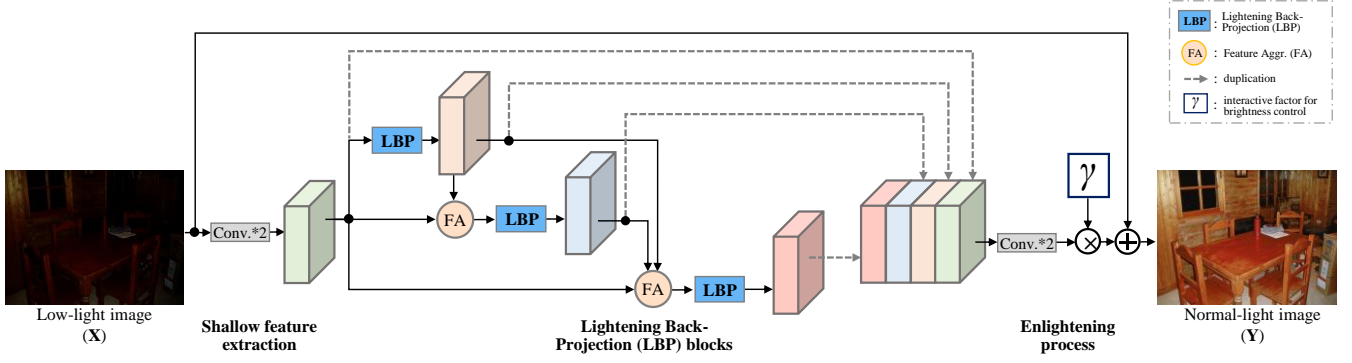 LBP : Lightening Back-
Projection (LBP)
FA : Feature Aggr. (FA)
: duplication
γ : interactive factor for
brightness control
LBP
γ
FA
LBP
Conv.*2
Conv.*2
FA
LBP
Low-light image
(X)
Shallow feature
extraction
Lightening Back-
Projection (LBP) blocks
Enlightening
process
Normal-light image
(Y)